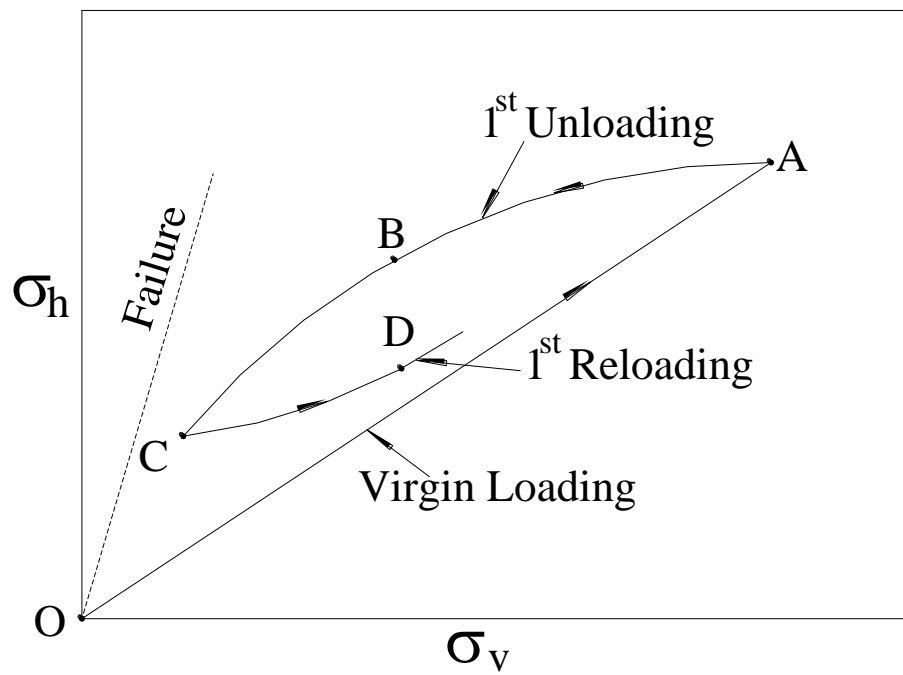 1st Unloading
A
B
Failure
σh
D
1st Reloading
C
Virgin Loading
O
σv